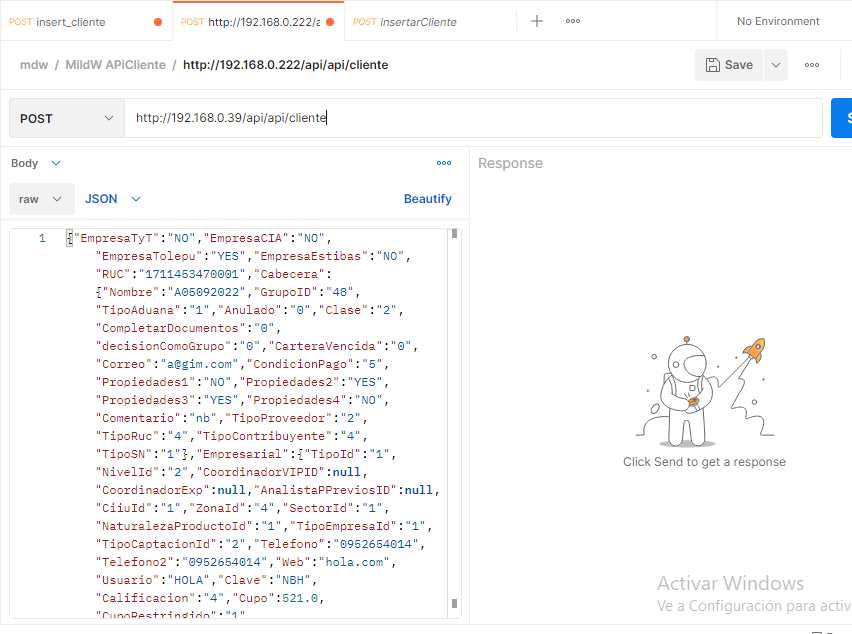 POST insert_cliente
POST http://192.168.0.222/a
POST insertarCliente
No Environment
mdw / MildW APiCliente / http://192.168.0.222/api/api/cliente
Save
POST
http://192.168.0.39/api/api/cliente
S
Body
Response
raw
JSON
Beautify
1 {"EmpresaTyT":"NO","EmpresaCIA":"NO",
"EmpresaTolepu":"YES","EmpresaEstibas":"NO",
"RUC":"1711453470001","Cabecera":
{"Nombre":"A05092022","GrupoID":"48",
"TipoAduana":"1","Anulado":"0","Clase":"2",
"CompletarDocumentos":"0",
"decisionComoGrupo":"0","CarteraVencida":"0",
"Correo":"a@gim.com","CondicionPago":"5",
"Propiedades1":"NO","Propiedades2":"YES",
"Propiedades3":"YES","Propiedades4":"NO",
"Comentario":"nb","TipoProveedor":"2",
"TipoRuc":"4","TipoContribuyente":"4",
"TipoSN":"1"},"Empresarial":{"TipoId":"1",
"NivelId":"2","CoordinadorVIPID":null,
"CoordinadorExp":null,"AnalistaPPreviosID":null,
"CiiuId":"1","ZonaId":"4","SectorId":"1",
"NaturalezaProductoId":"1","TipoEmpresaId":"1",
"TipoCaptacionId":"2","Telefono":"0952654014",
"Telefono2":"0952654014","Web":"hola.com",
"Usuario":"HOLA","Clave":"NBH",
"Calificacion":"4","Cupo":521.0,
"CupoRestringido":"1"
Click Send to get a response
Activar Windows
Ve a Configuración para activ